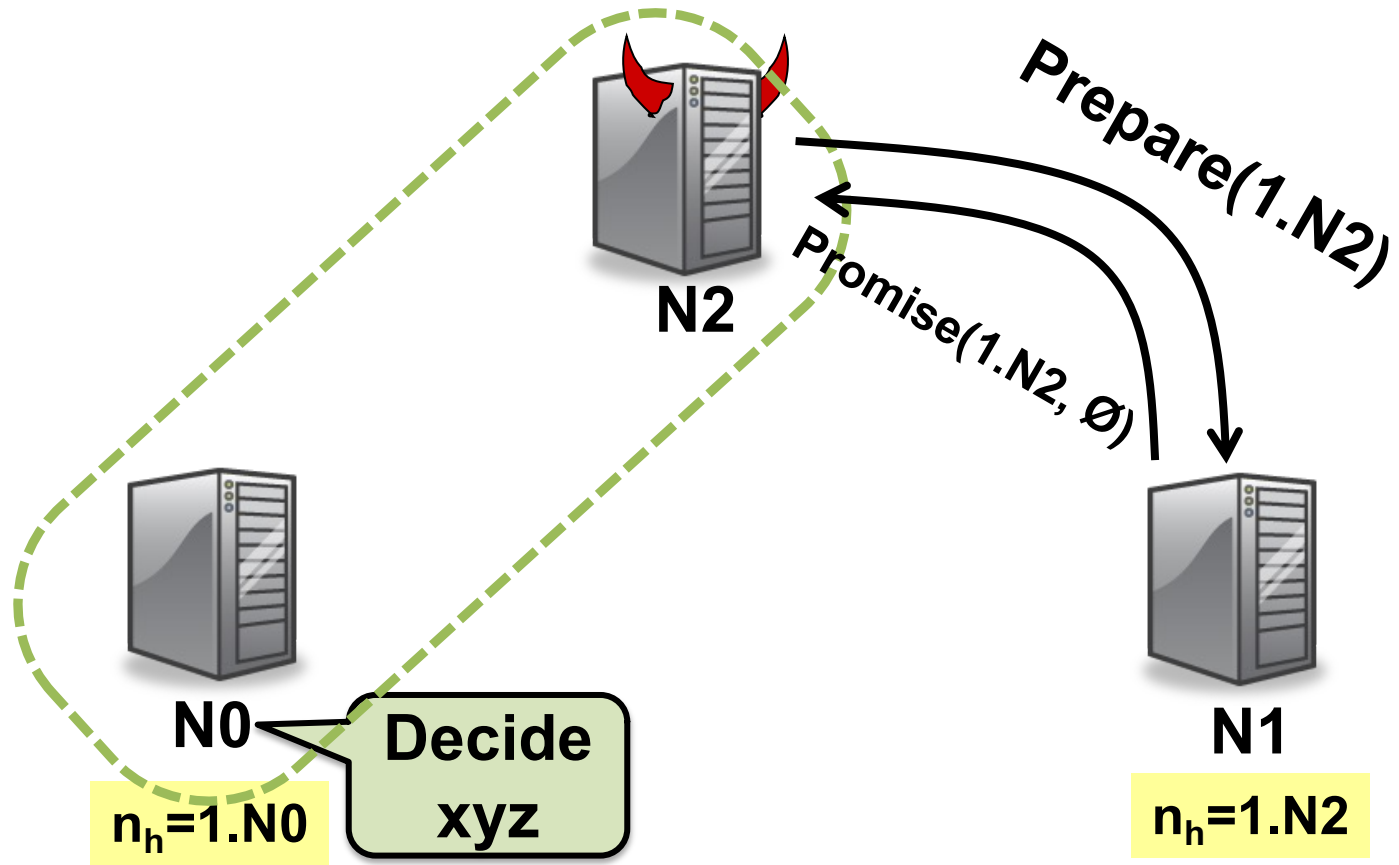 Prepare(1.N2)
Promise(1.N2, Ø)
N2
N0
Decide
xyz
nₕ=1.N0
N1
nₕ=1.N2